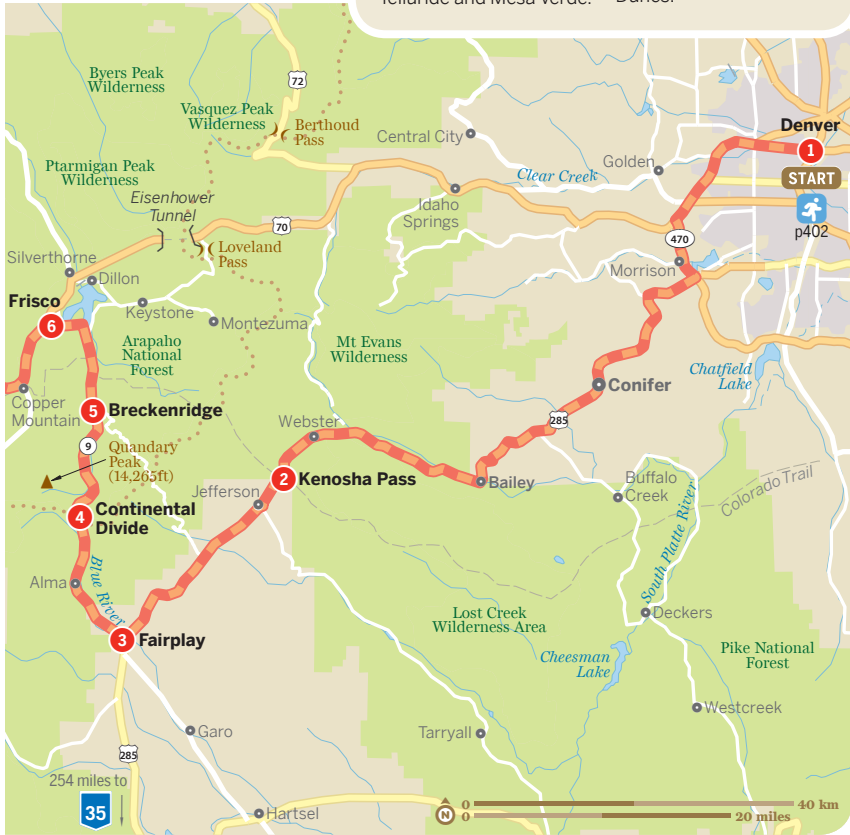 Telluride and Mesa Verde.
Dance.
Byers Peak
Wilderness
72
Vasquez Peak
Wilderness
Berthoud
Pass
Central City
Denver
1
START
p402
Golden
Clear Creek
Ptarmigan Peak
Wilderness
Eisenhower
Tunnel
Idaho
Springs
70
Loveland
Pass
470
Morrison
Silverthorne
Dillon
Frisco
6
Keystone
Montezuma
Arapaho
National
Forest
Mt Evans
Wilderness
Chatfield
Lake
Conifer
Copper
Mountain
5
Breckenridge
285
Webster
9
Quandary
Peak
(14,265ft)
2
Kenosha Pass
Bailey
Buffalo
Creek
Colorado Trail
Jefferson
4
Continental
Divide
South Platte River
Alma
Blue River
Lost Creek
Wilderness Area
Deckers
3
Fairplay
Cheesman
Lake
Pike National
Forest
Westcreek
Garo
Tarryall
285
254 miles to
35
Hartsel
N
0
40 km
0
20 miles